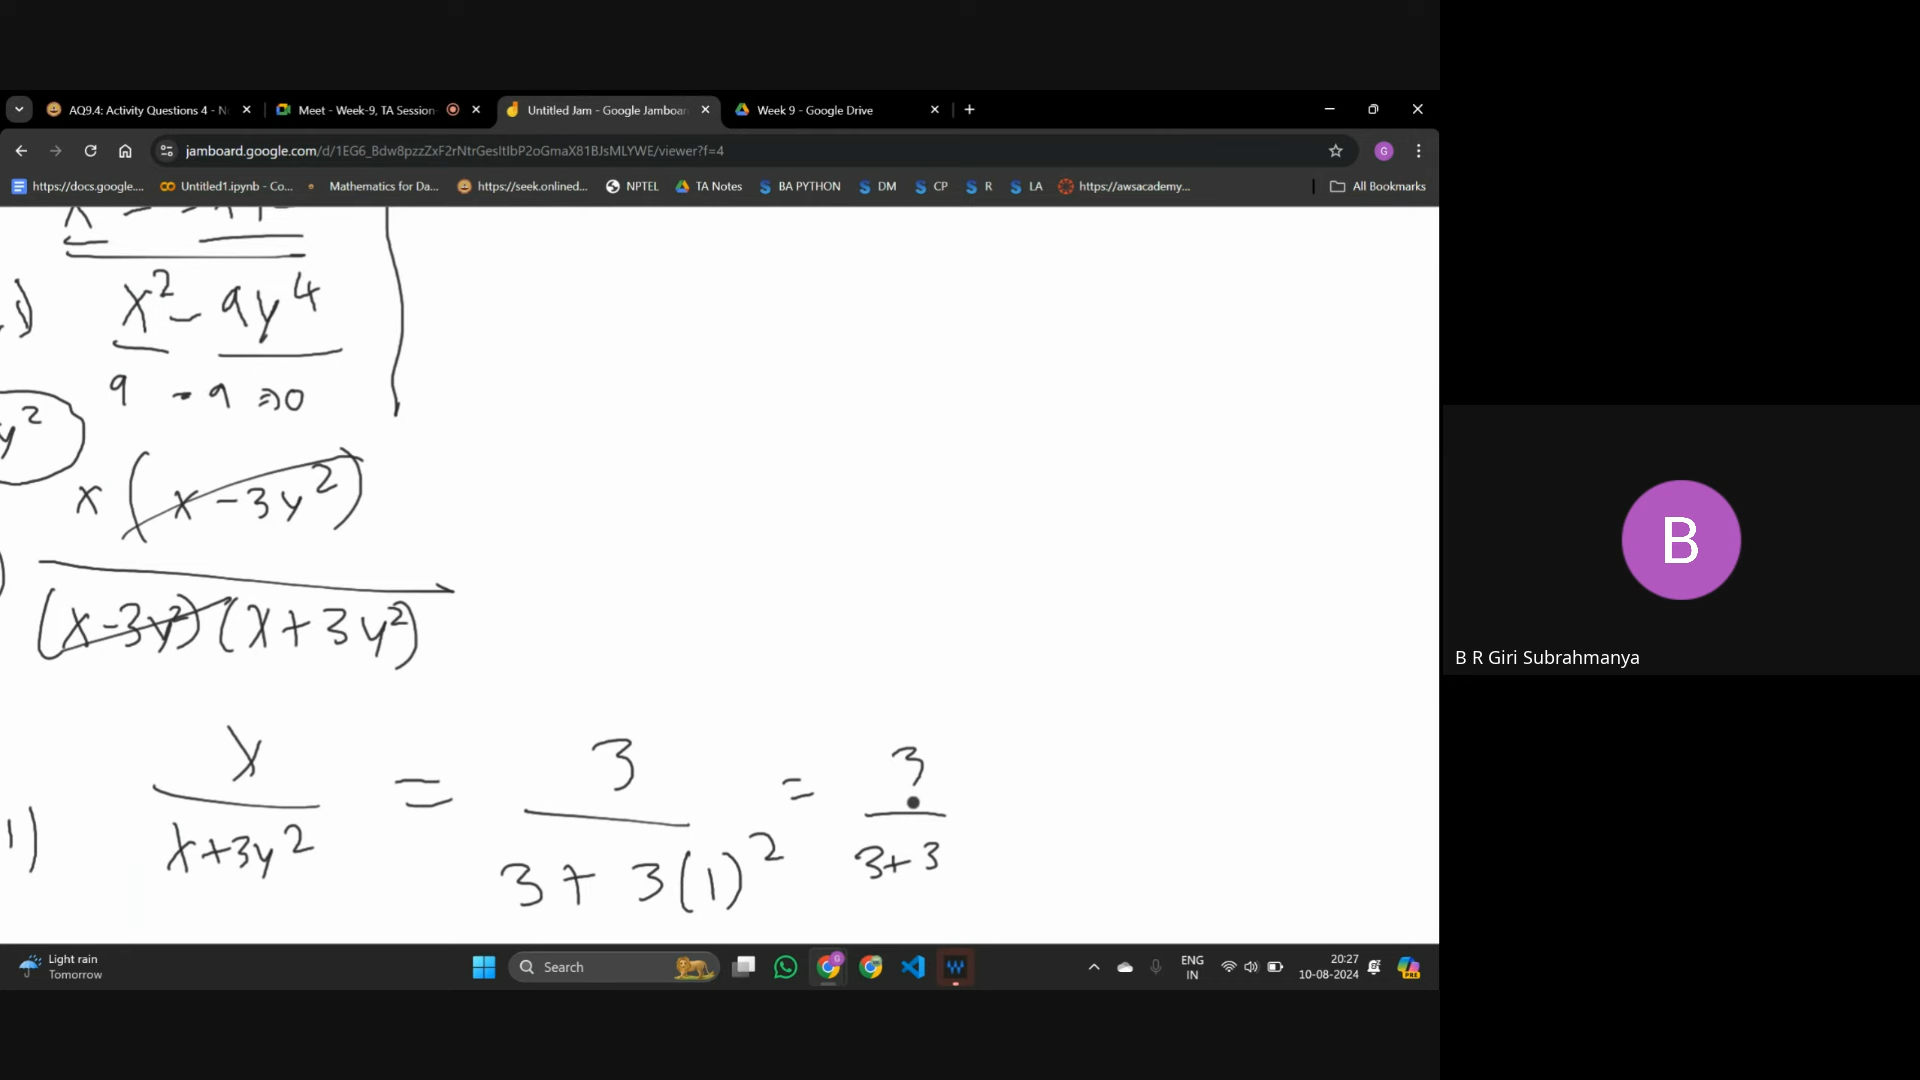 AQ9.4: Activity Questions 4 - N
Meet - Week-9, TA Session
Untitled Jam - Google Jamboar
Week 9 - Google Drive
jamboard.google.com/d/1EG6_Bdw8pzzZxF2rNtrGesItIbP2oGmaX81BJsMLYWE/viewer?f=4
G
https://docs.google....
Untitled1.ipynb - Co...
Mathematics for Da...
https://seek.onlined...
NPTEL
TA Notes
BA PYTHON
DM
CP
R
LA
https://awsacademy...
All Bookmarks
x² - 9y⁴
9 - 9 => 0
y²
x (x - 3y²)
(x - 3y²) (x + 3y²)
1)
x / x+3y² = 3 / 3 + 3(1)² = 3 / 3+3
B
B R Giri Subrahmanya
Light rain
Tomorrow
Search
ENG
IN
20:27
10-08-2024